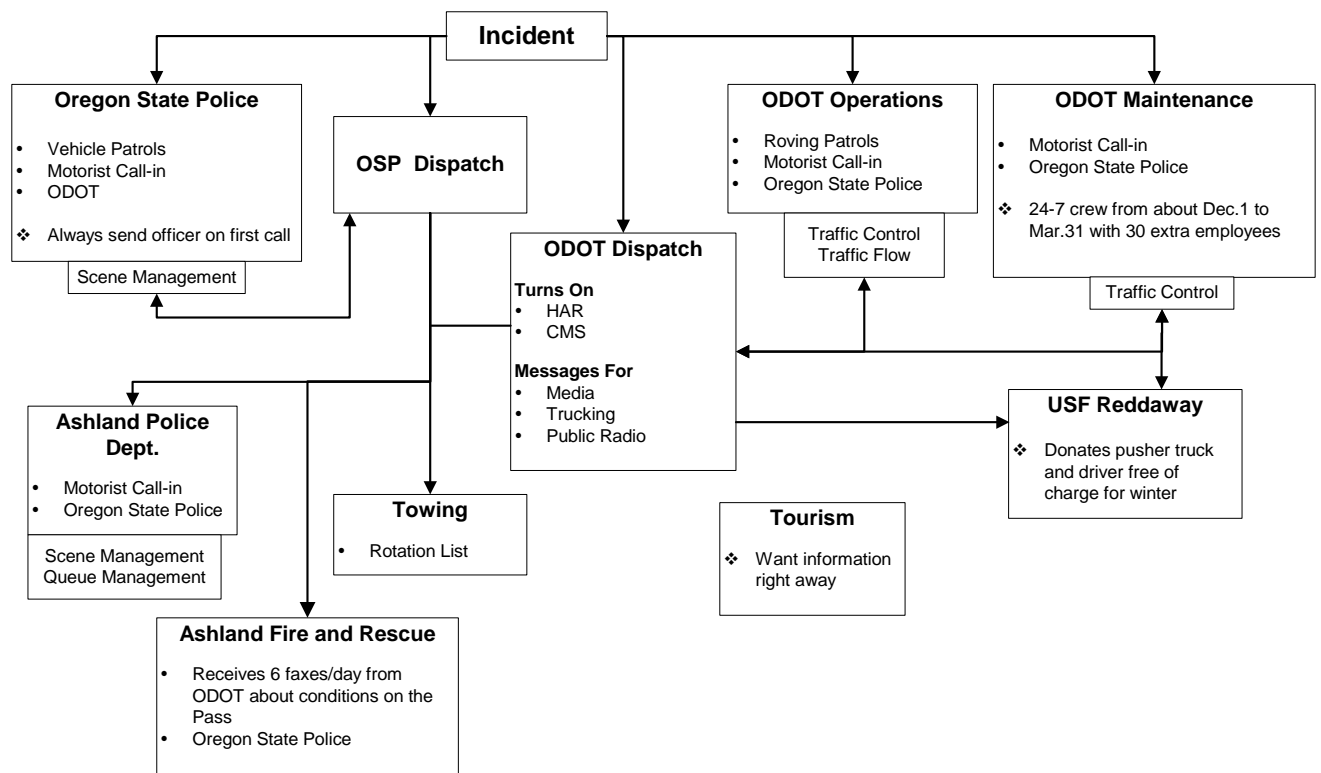 Incident
Oregon State Police
• Vehicle Patrols
• Motorist Call-in
• ODOT
❖ Always send officer on first call
Scene Management
OSP Dispatch
ODOT Dispatch
Turns On
• HAR
• CMS
Messages For
• Media
• Trucking
• Public Radio
ODOT Operations
• Roving Patrols
• Motorist Call-in
• Oregon State Police
Traffic Control
Traffic Flow
ODOT Maintenance
• Motorist Call-in
• Oregon State Police
❖ 24-7 crew from about Dec.1 to
Mar.31 with 30 extra employees
Traffic Control
Ashland Police
Dept.
• Motorist Call-in
• Oregon State Police
Scene Management
Queue Management
Towing
• Rotation List
Tourism
❖ Want information
right away
USF Reddaway
❖ Donates pusher truck
and driver free of
charge for winter
Ashland Fire and Rescue
• Receives 6 faxes/day from
ODOT about conditions on the
Pass
• Oregon State Police